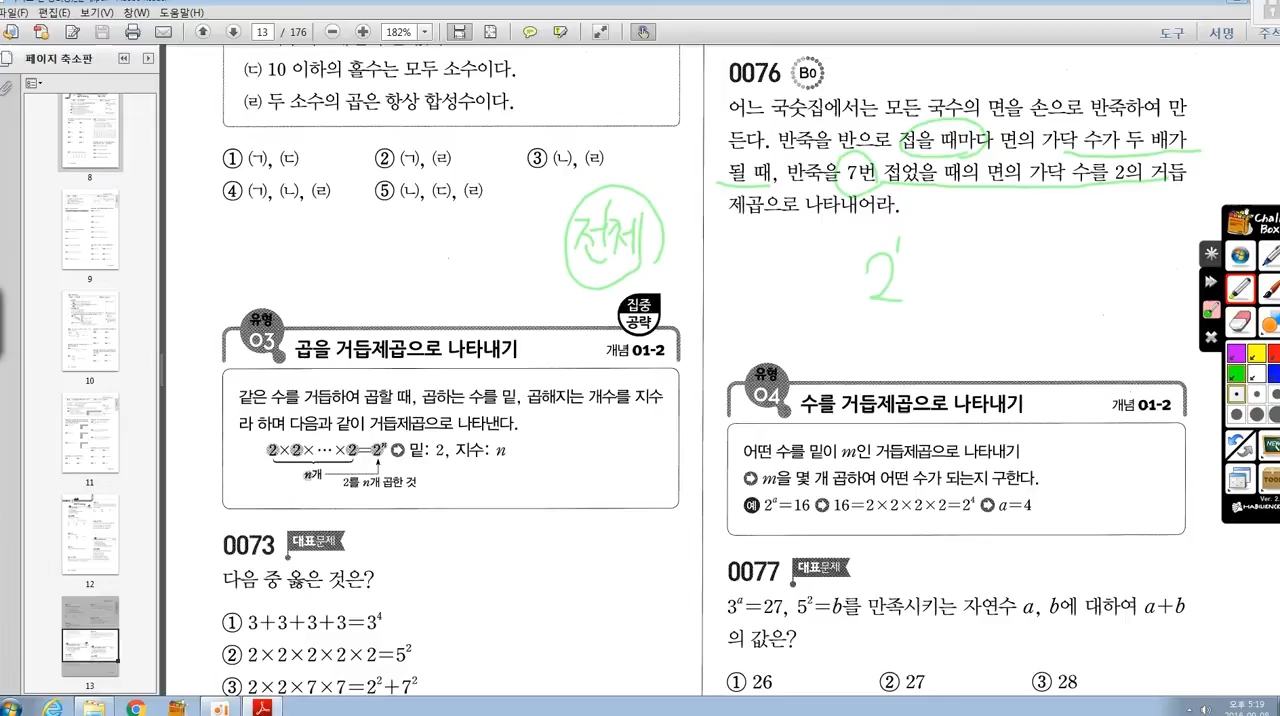 파일(F) 편집(E) 보기(V) 창(W) 도움말(H)
13 / 176 182% 도구 서명
페이지 축소판
8
9
10
11
12
13
(ㄷ) 10 이하의 홀수는 모두 소수이다.
(ㄹ) 두 소수의 곱은 항상 합성수이다.
① (ㄱ), (ㄷ) ② (ㄱ), (ㄹ) ③ (ㄴ), (ㄹ)
④ (ㄱ), (ㄴ), (ㄹ) ⑤ (ㄴ), (ㄷ), (ㄹ)
전제
집중
공략
유형
곱을 거듭제곱으로 나타내기 개념 01-2
같은 수를 거듭하여 곱할 때, 곱하는 수를 밑, 곱해지는 개수를 지수
라 하며 다음과 같이 거듭제곱으로 나타낸다.
2×2×⋯×2=2ⁿ 밑: 2, 지수: n
n개
2를 n개 곱한 것
0073 대표문제
다음 중 옳은 것은?
① 3+3+3+3=3⁴
② 2×2×2×2×2=5²
③ 2×2×7×7=2²+7²
0076 B0
어느 국숫집에서는 모든 국수의 면을 손으로 반죽하여 만
든다. 반죽을 반으로 접을 때마다 면의 가닥 수가 두 배가
될 때, 반죽을 7번 접었을 때의 면의 가닥 수를 2의 거듭
제곱으로 나타내어라.
2¹
유형
04
수를 거듭제곱으로 나타내기 개념 01-2
어떤 수를 밑이 m인 거듭제곱으로 나타내기
m을 몇 개 곱하여 어떤 수가 되는지 구한다.
예 2ᵃ=16 16=2×2×2×2=2⁴ a=4
0077 대표문제
3ᵃ=27, 5²=b를 만족시키는 자연수 a, b에 대하여 a+b
의 값은?
① 26 ② 27 ③ 28
Box
NEW
Ver. 2.
오후 5:19